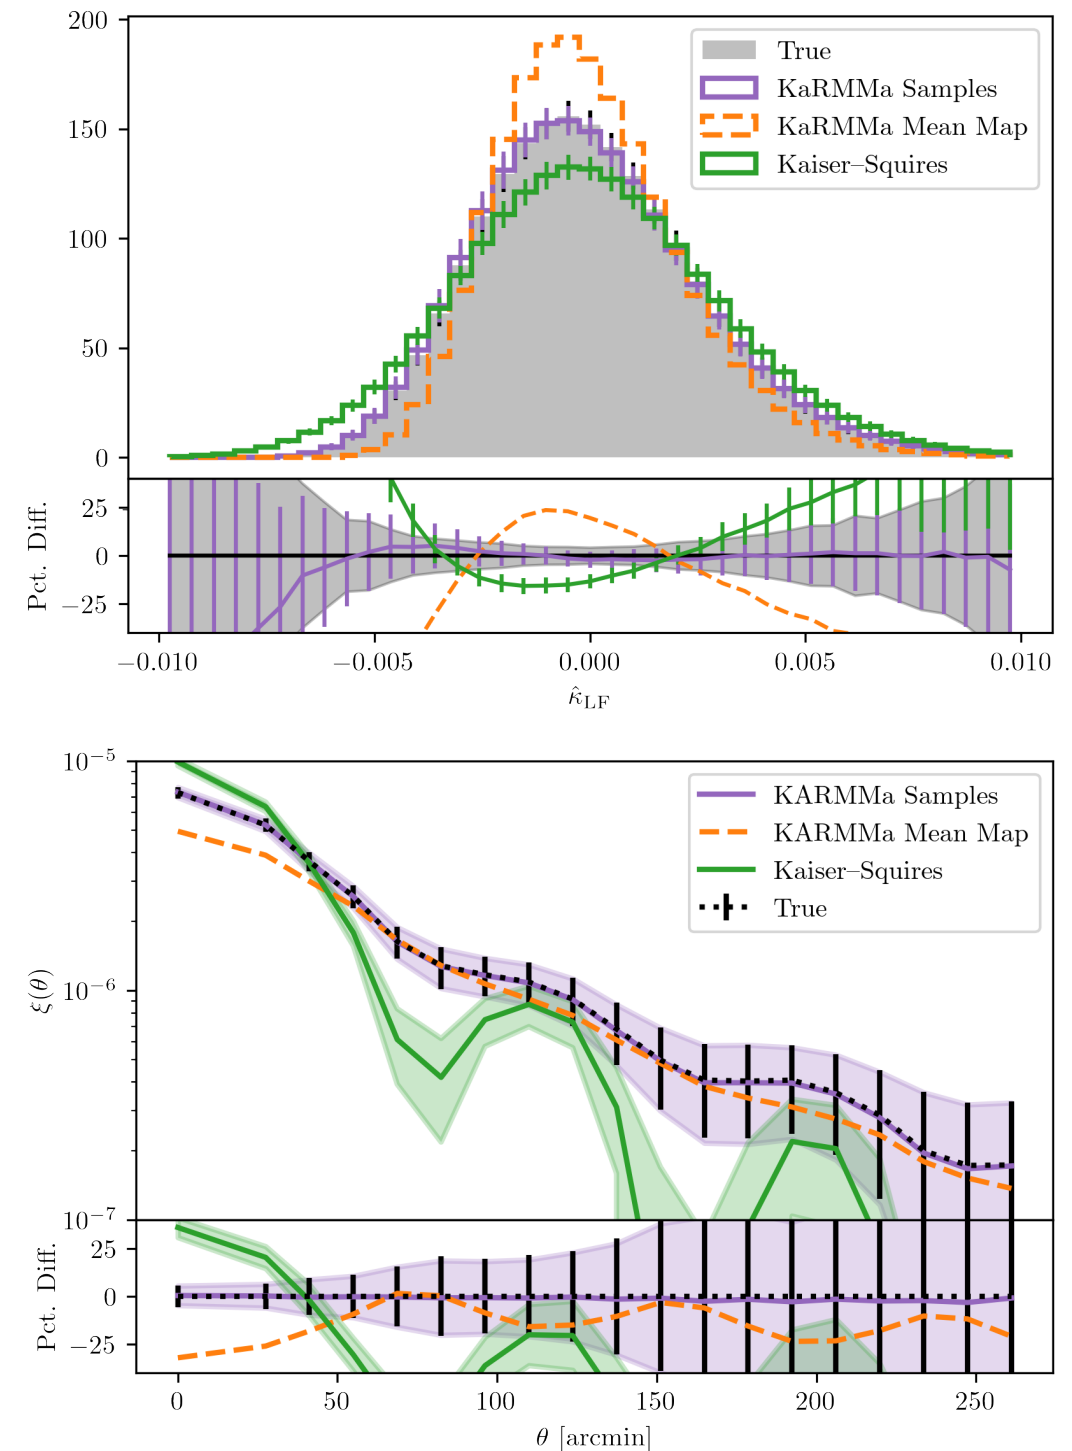 200
150
100
50
0
True
KaRMMa Samples
KaRMMa Mean Map
Kaiser–Squires
Pct. Diff.
25
0
−25
−0.010 −0.005 0.000 0.005 0.010
κ̂_LF
10⁻⁵
10⁻⁶
10⁻⁷
ξ(θ)
KARMMa Samples
KARMMa Mean Map
Kaiser–Squires
True
Pct. Diff.
25
0
−25
0 50 100 150 200 250
θ [arcmin]